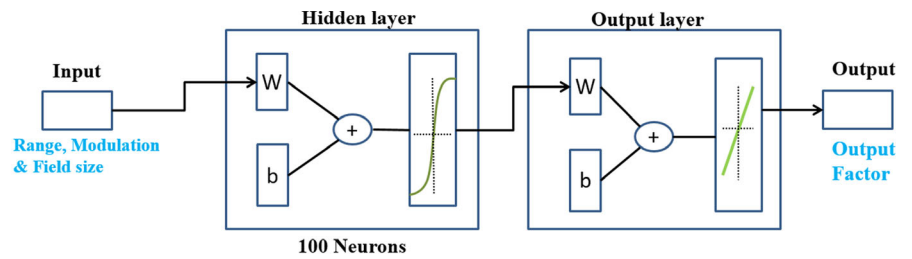 Hidden layer
Output layer
Input
Output
W
W
+
+
b
b
Range, Modulation
& Field size
Output
Factor
100 Neurons